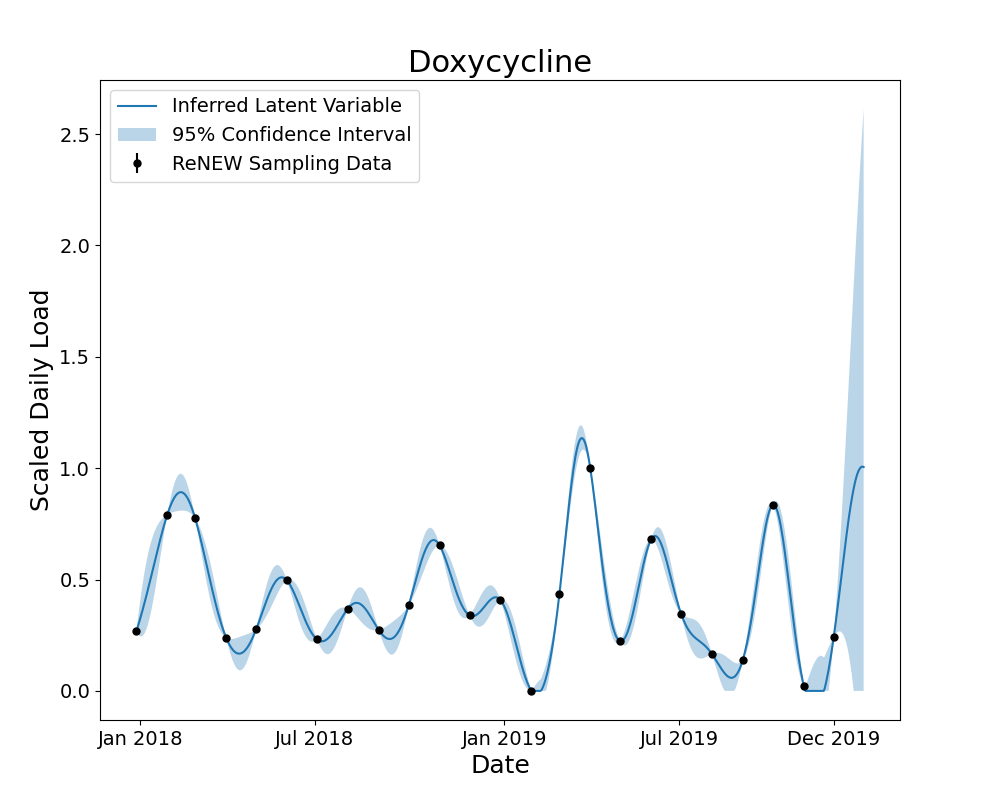 Doxycycline
Inferred Latent Variable
95% Confidence Interval
ReNEW Sampling Data
Scaled Daily Load
2.5
2.0
1.5
1.0
0.5
0.0
Jan 2018
Jul 2018
Jan 2019
Jul 2019
Dec 2019
Date